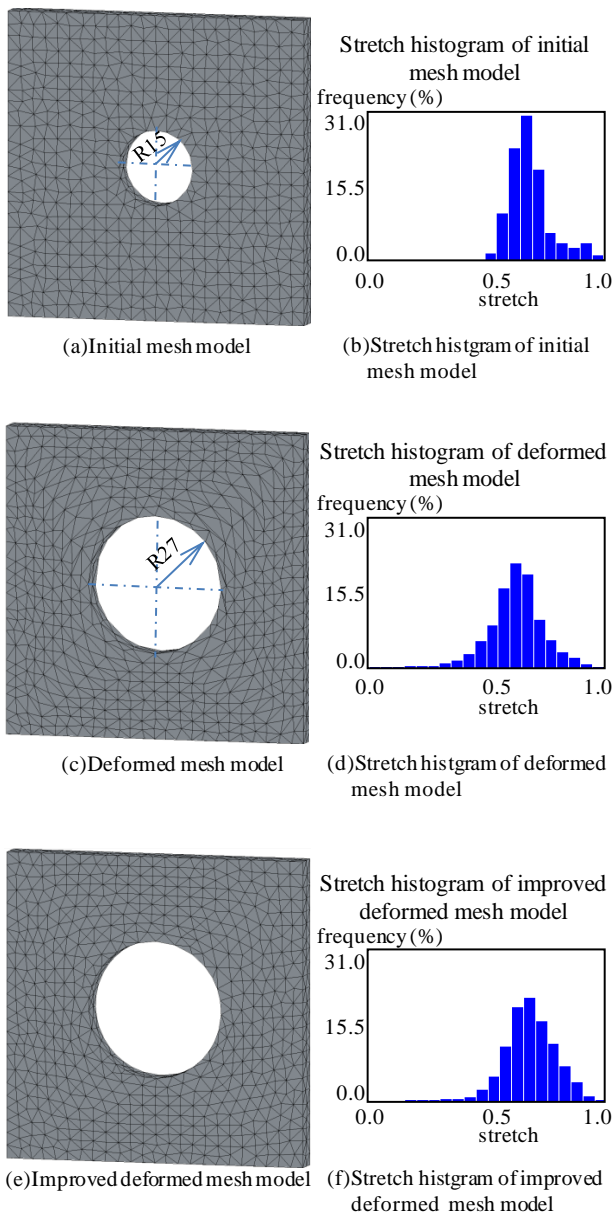 R15
Stretch histogram of initial
mesh model
frequency (%)
31.0
15.5
0.0
0.0
0.5
1.0
stretch
(a)Initial mesh model
(b)Stretch histgram of initial
mesh model
R27
Stretch histogram of deformed
mesh model
frequency (%)
31.0
15.5
0.0
0.0
0.5
1.0
stretch
(c)Deformed mesh model
(d)Stretch histgram of deformed
mesh model
Stretch histogram of improved
deformed mesh model
frequency (%)
31.0
15.5
0.0
0.0
0.5
1.0
stretch
(e)Improved deformed mesh model
(f)Stretch histgram of improved
deformed mesh model